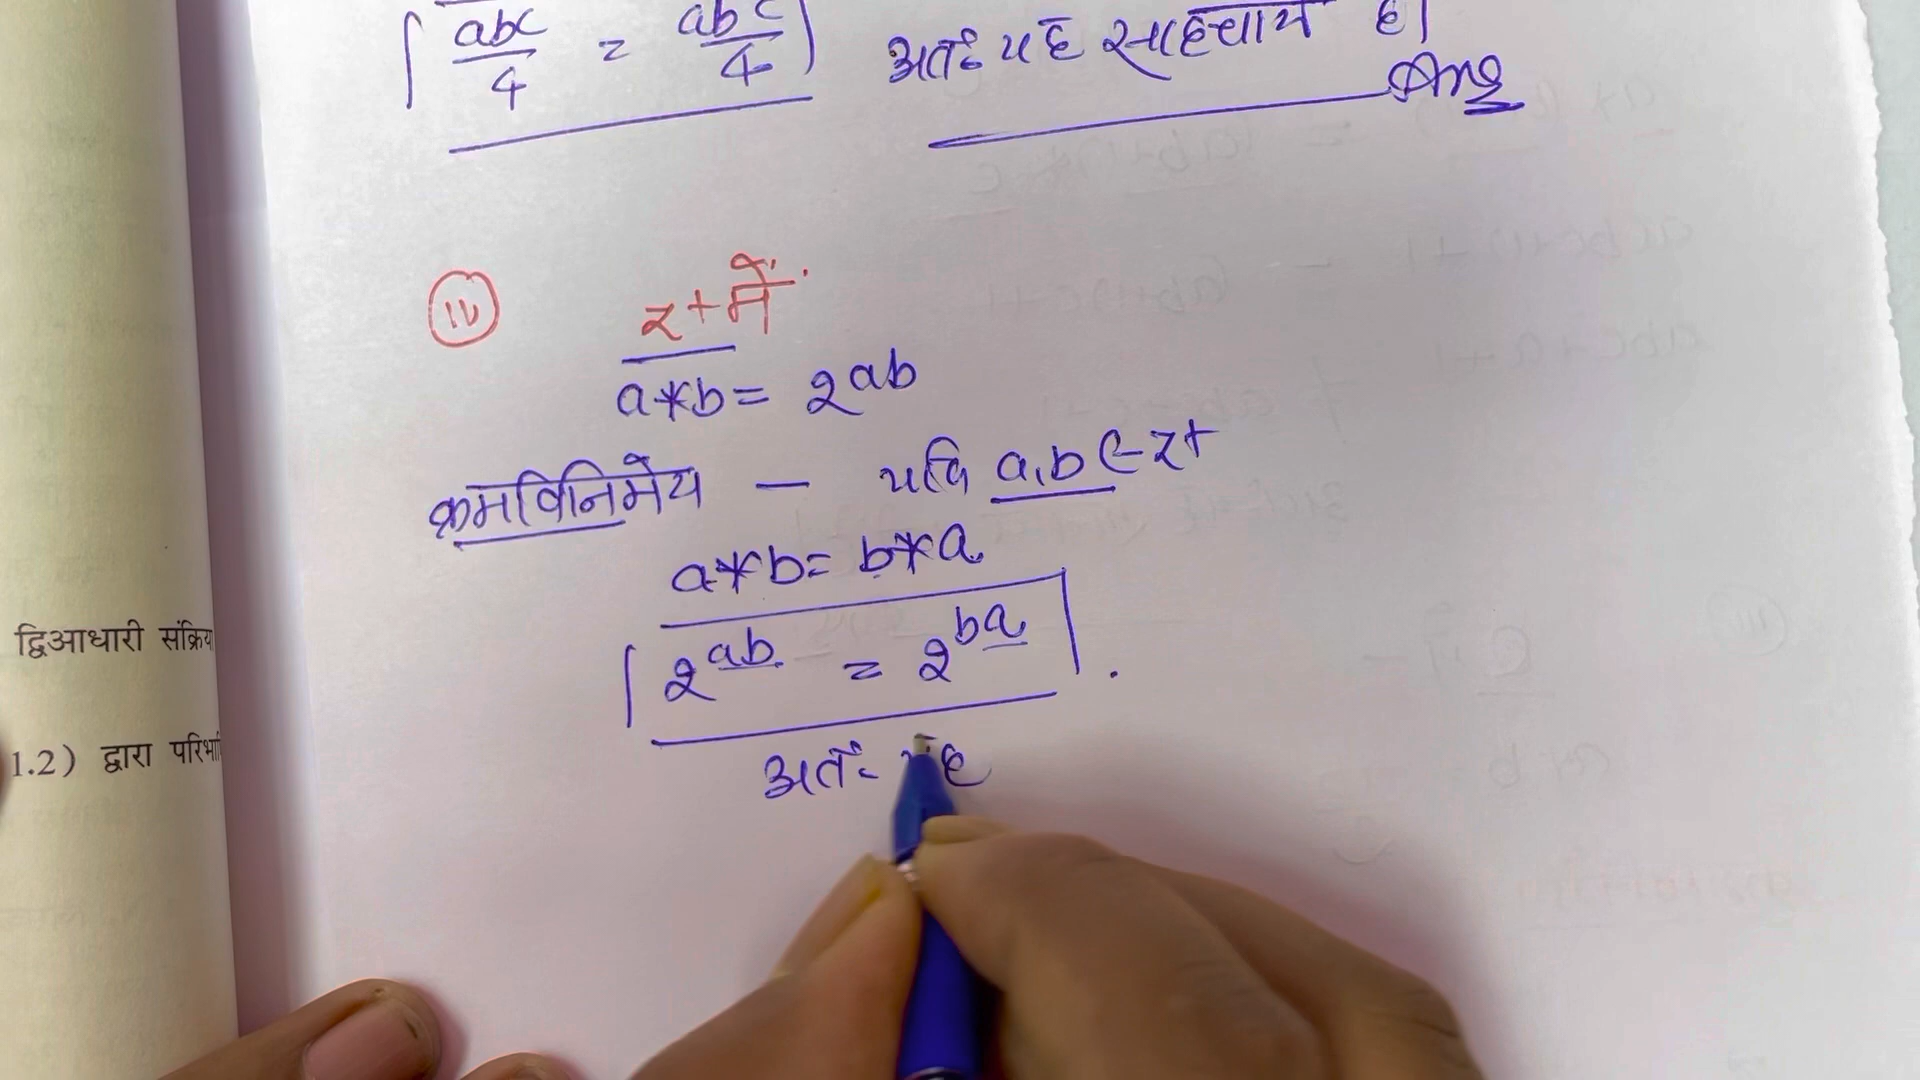 abc/4 = abc/4 अतः यह साहचार्य है।
Ans
(iv) z+ में
a*b = 2^ab
क्रमविनिमेय — यदि a,b ∈ z+
a*b = b*a
2^ab = 2^ba
अतः यह
द्विआधारी संक्रिय
1.2) द्वारा परिभा